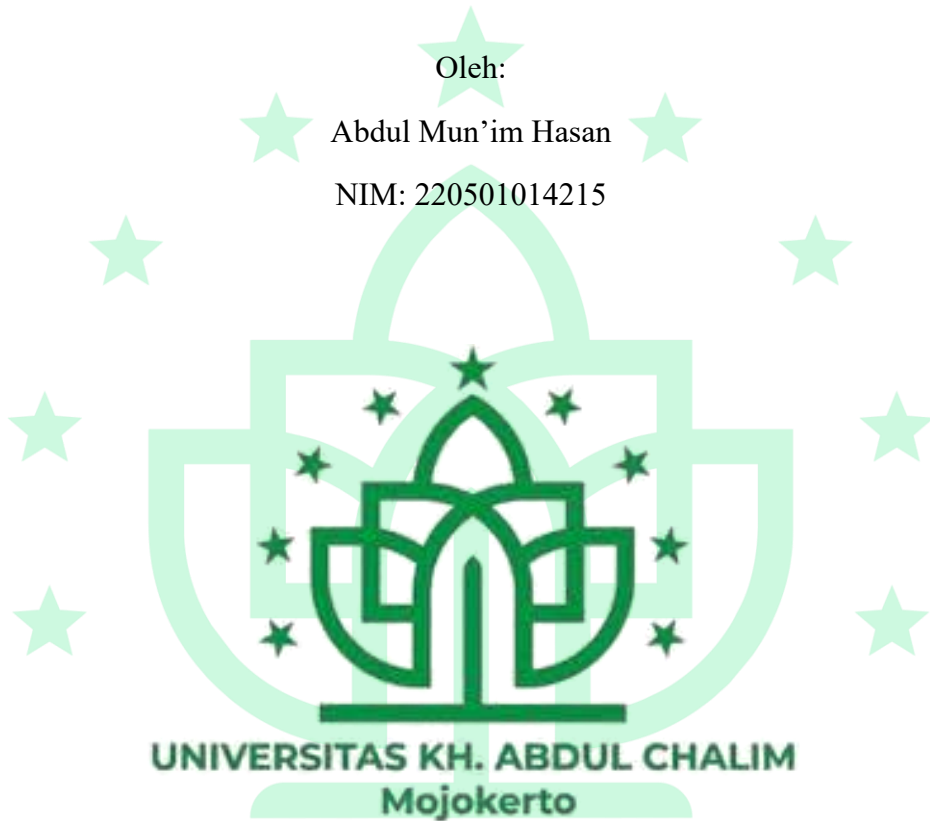 Oleh:
Abdul Mun’im Hasan
NIM: 220501014215
UNIVERSITAS KH. ABDUL CHALIM
Mojokerto